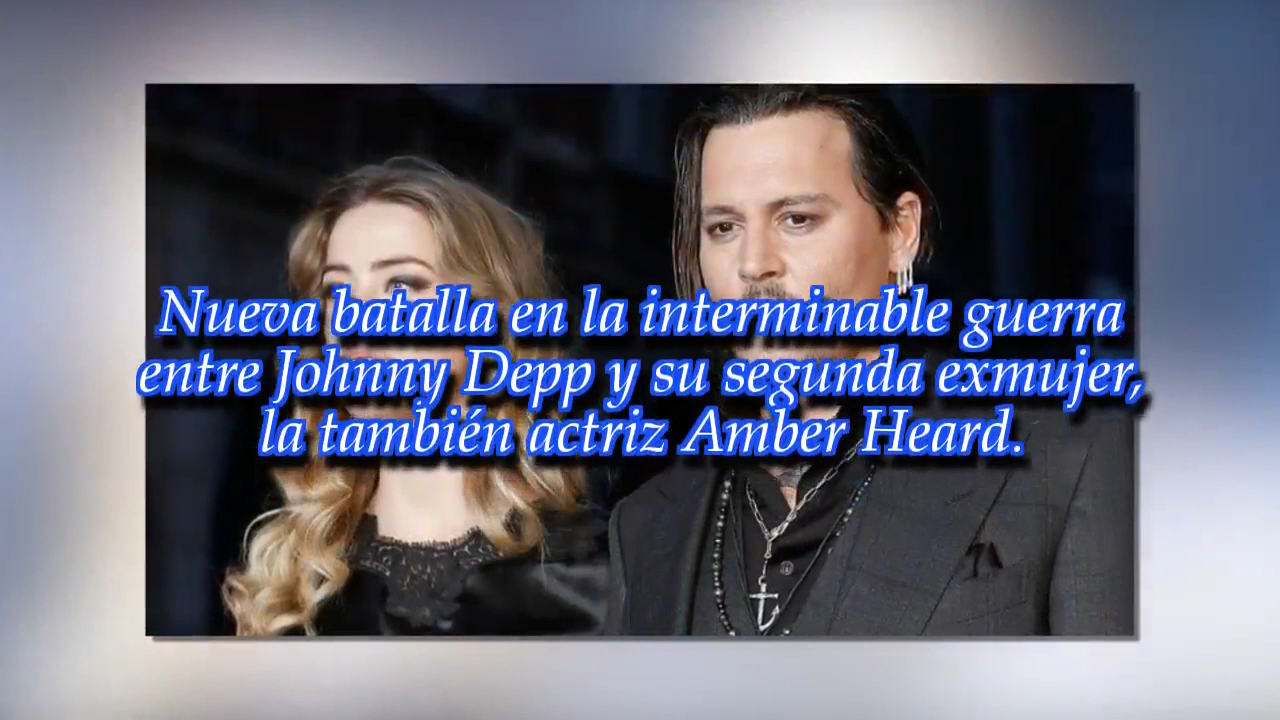 Nueva batalla en la interminable guerra
entre Johnny Depp y su segunda exmujer,
la también actriz Amber Heard.